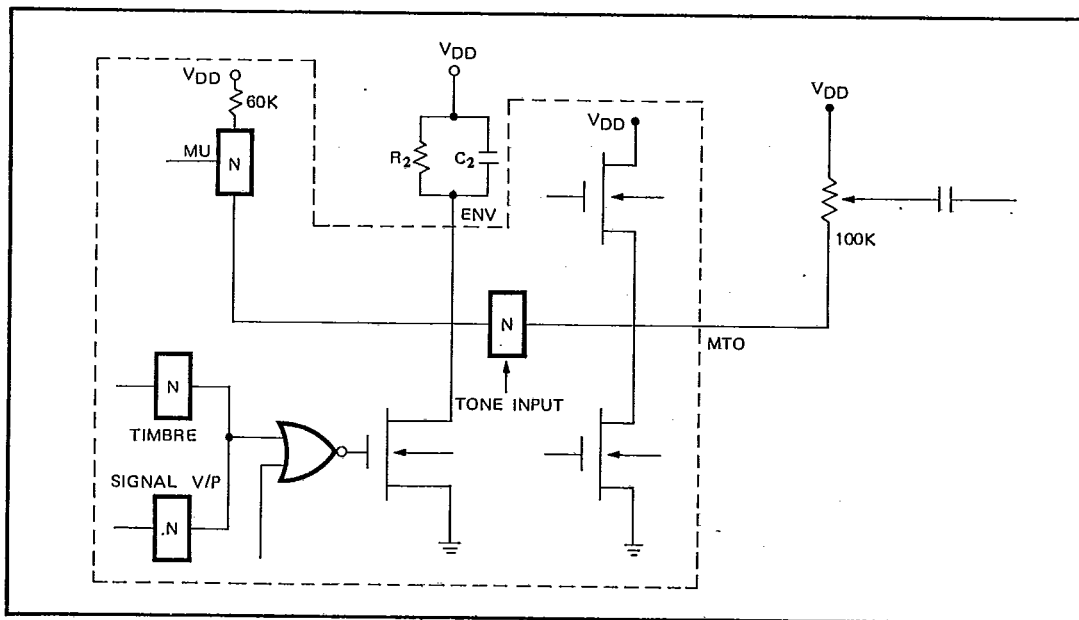 VDD
VDD
60K
VDD
VDD
MU
N
R2
C2
ENV
100K
N
MTO
N
TONE INPUT
TIMBRE
SIGNAL V/P
.N